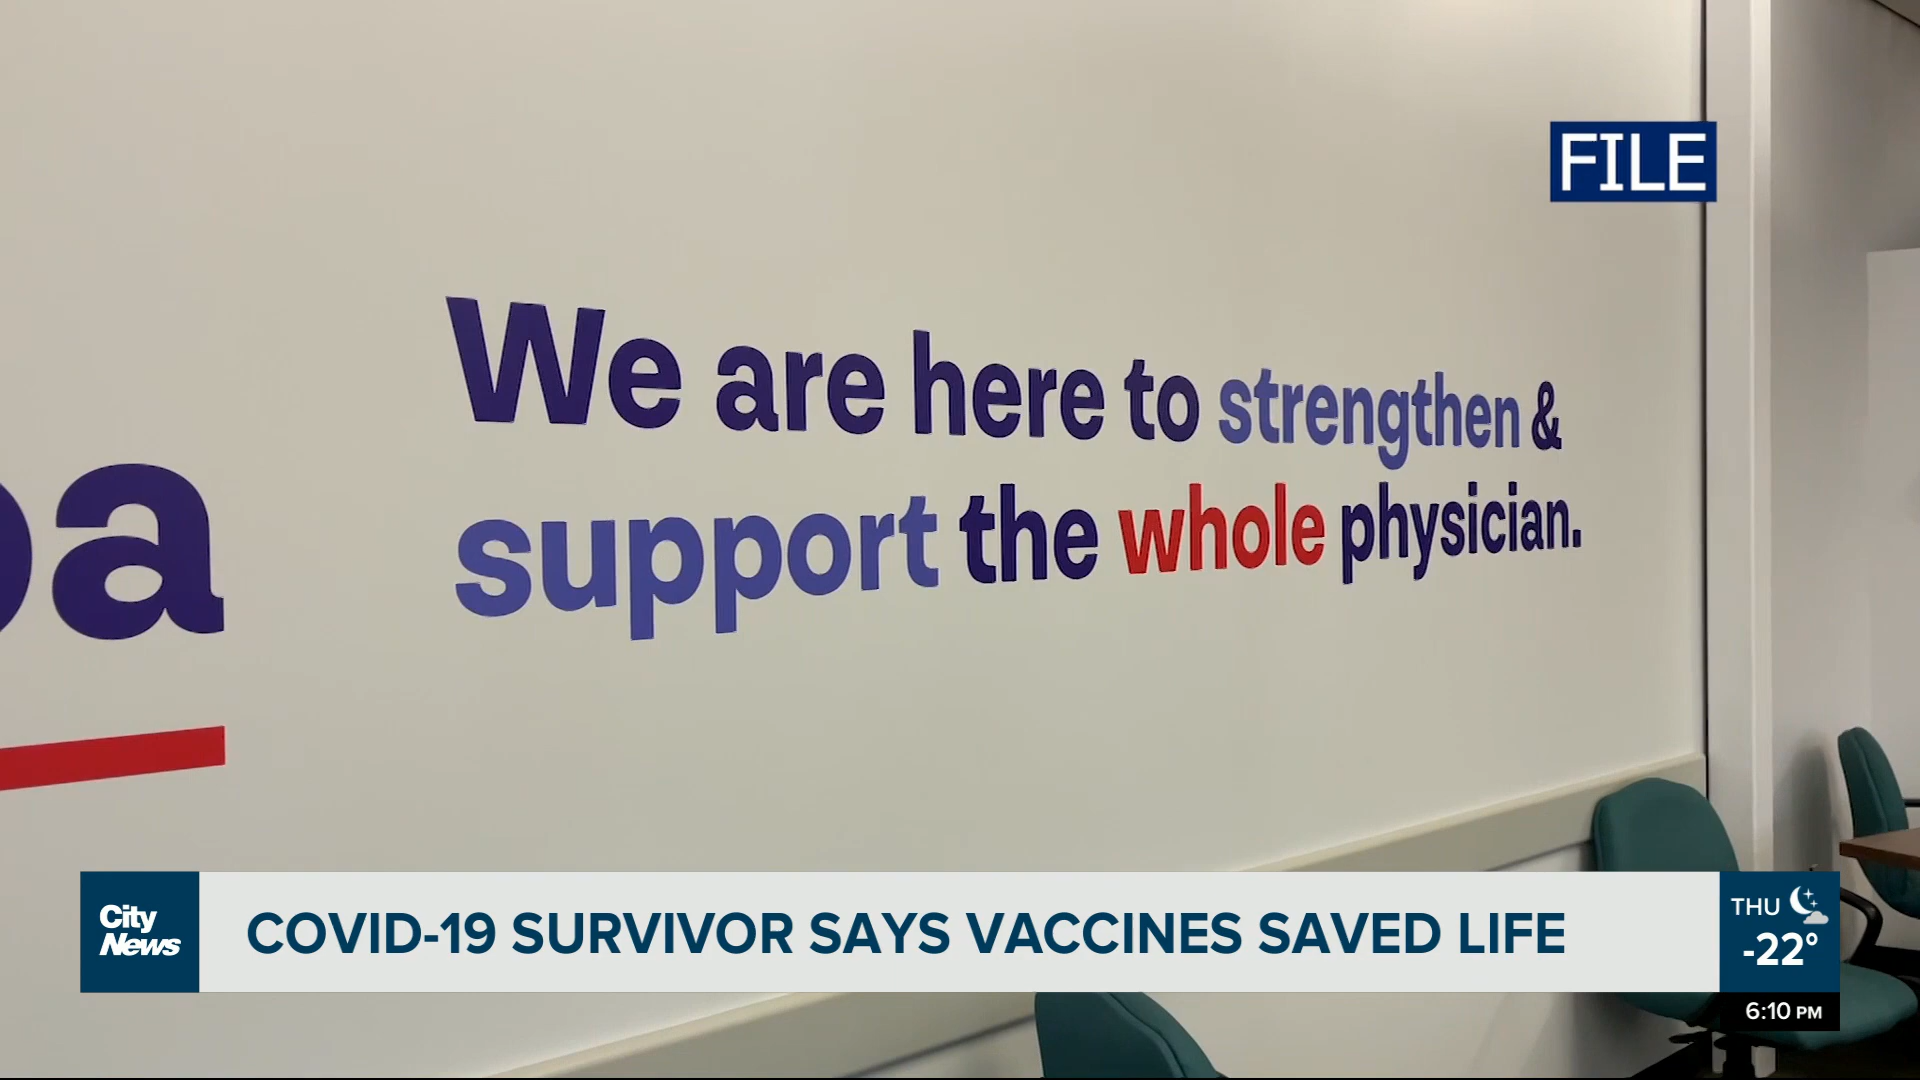 FILE
We are here to strengthen &
support the whole physician.
a
City
News
COVID-19 SURVIVOR SAYS VACCINES SAVED LIFE
THU
-22°
6:10 PM